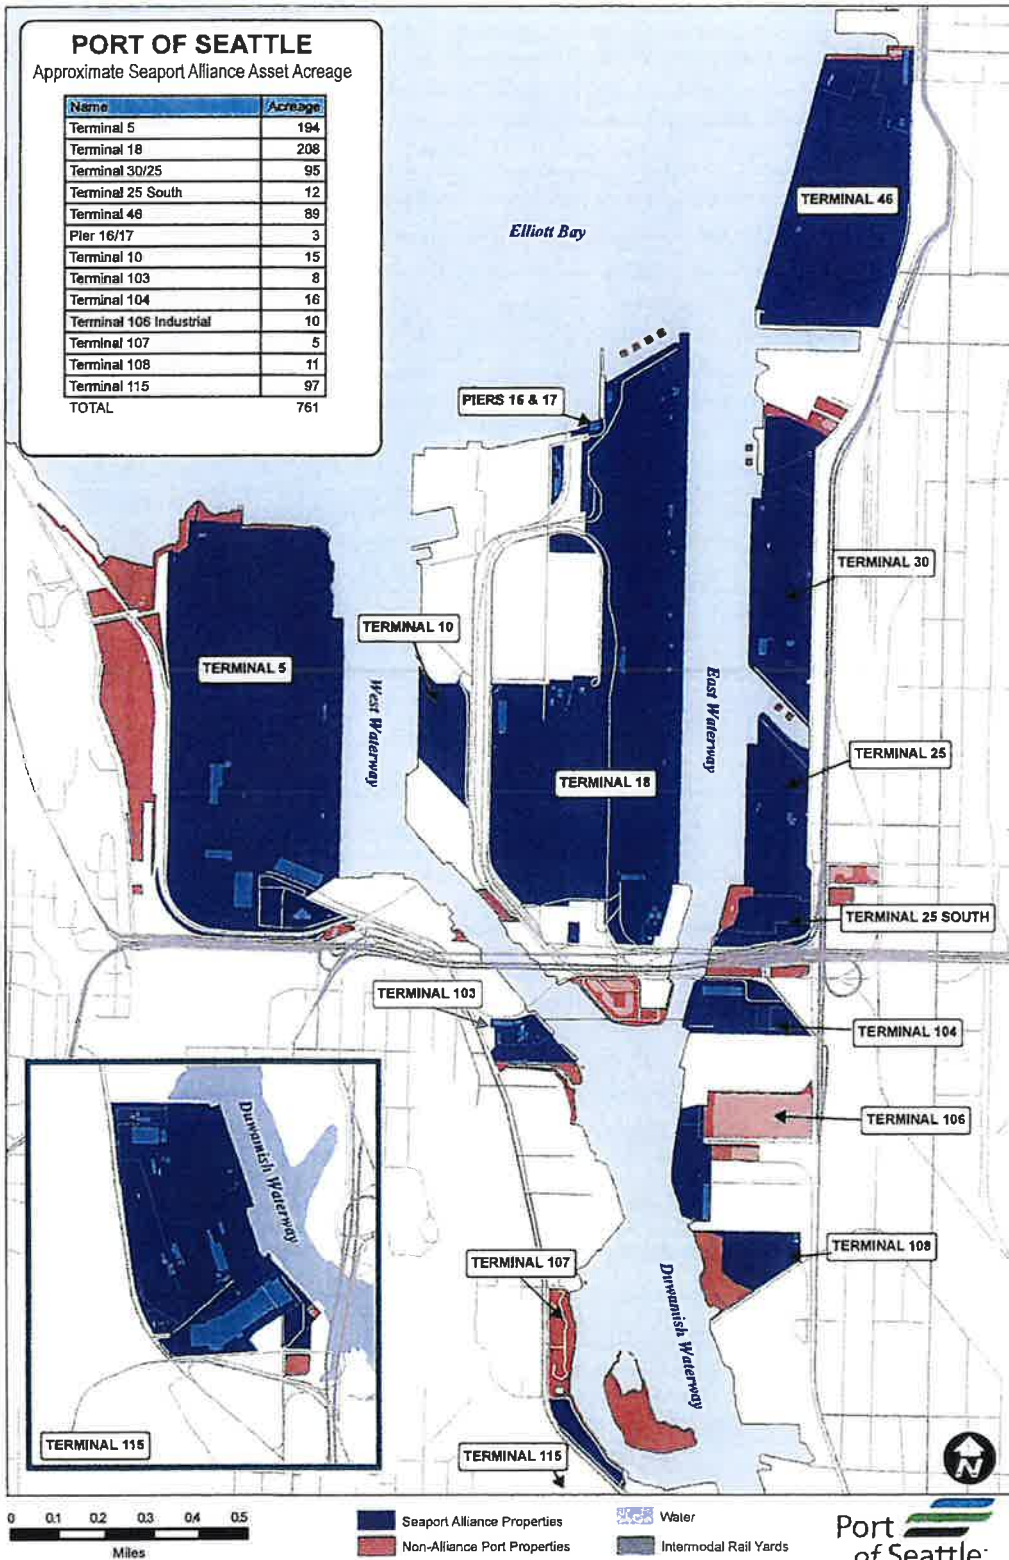 PORT OF SEATTLE
Approximate Seaport Alliance Asset Acreage
Name Acreage
Terminal 5 194
Terminal 18 208
Terminal 30/25 95
Terminal 25 South 12
Terminal 46 89
Pier 16/17 3
Terminal 10 15
Terminal 103 8
Terminal 104 16
Terminal 106 Industrial 10
Terminal 107 5
Terminal 108 11
Terminal 115 97
TOTAL 761
TERMINAL 46
Elliott Bay
PIERS 16 & 17
TERMINAL 30
TERMINAL 10
TERMINAL 5
West Waterway
East Waterway
TERMINAL 25
TERMINAL 18
TERMINAL 25 SOUTH
TERMINAL 103
TERMINAL 104
TERMINAL 106
Duwamish Waterway
TERMINAL 108
TERMINAL 107
Duwamish Waterway
TERMINAL 115
TERMINAL 115
N
0 0.1 0.2 0.3 0.4 0.5
Miles
Seaport Alliance Properties
Non-Alliance Port Properties
Water
Intermodal Rail Yards
Port
of Seattle